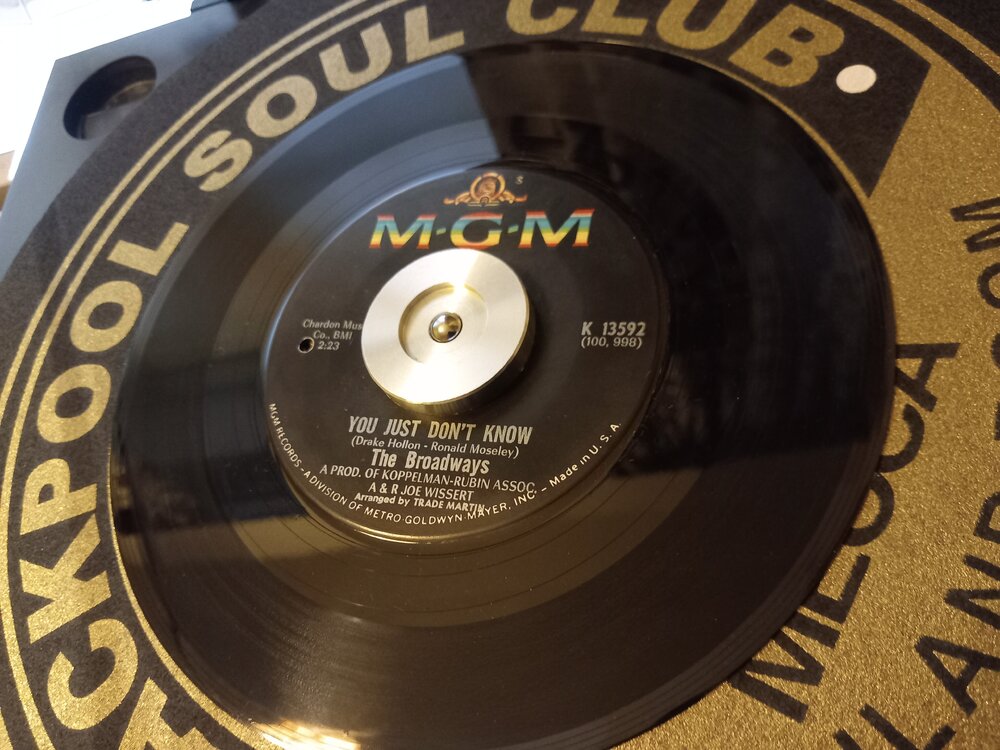 CKPOOL SOUL CLUB
MECCA
LAND
S
M-G-M
Chardon Mus
Co., BMI
2:23
K 13592
(100, 998)
YOU JUST DON'T KNOW
(Drake Hollon - Ronald Moseley)
The Broadways
A PROD. OF KOPPELMAN-RUBIN ASSOC.
A & R JOE WISSERT
Arranged by TRADE MARTIN
MGM RECORDS - A DIVISION OF METRO-GOLDWYN-MAYER, INC. - Made in U.S.A.